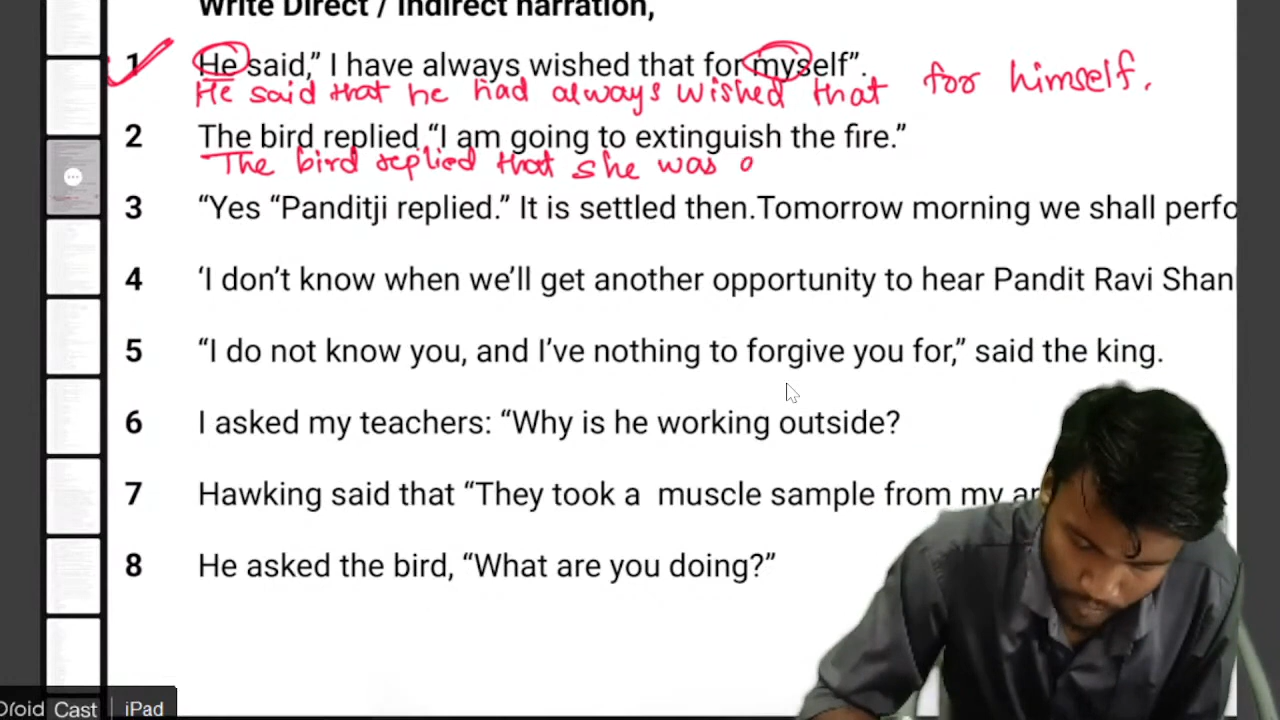 Write Direct / Indirect narration,
1 He said,” I have always wished that for myself”.
He said that he had always wished that for himself.
2 The bird replied “I am going to extinguish the fire.”
The bird replied that she was
3 “Yes “Panditji replied.” It is settled then.Tomorrow morning we shall perfo
4 ‘I don’t know when we’ll get another opportunity to hear Pandit Ravi Shan
5 “I do not know you, and I’ve nothing to forgive you for,” said the king.
6 I asked my teachers: “Why is he working outside?
7 Hawking said that “They took a muscle sample from my ar
8 He asked the bird, “What are you doing?”
Droid Cast iPad